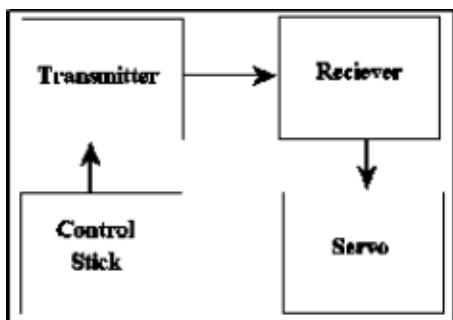 Transmitter
Reciever
Control
Stick
Servo